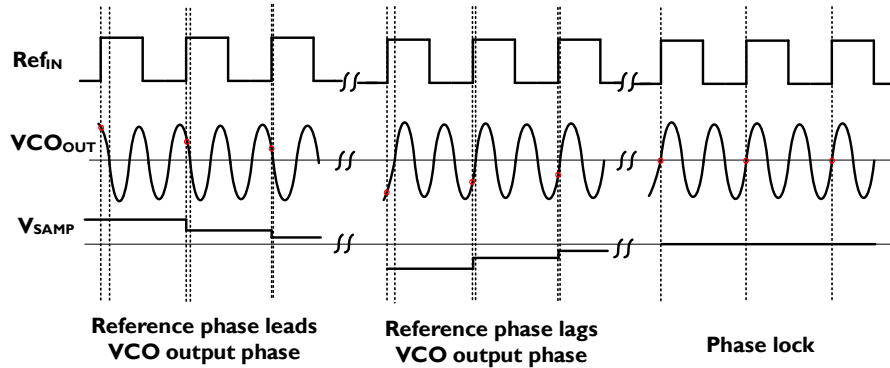 RefIN
VCOOUT
VSAMP
Reference phase leads
VCO output phase
Reference phase lags
VCO output phase
Phase lock